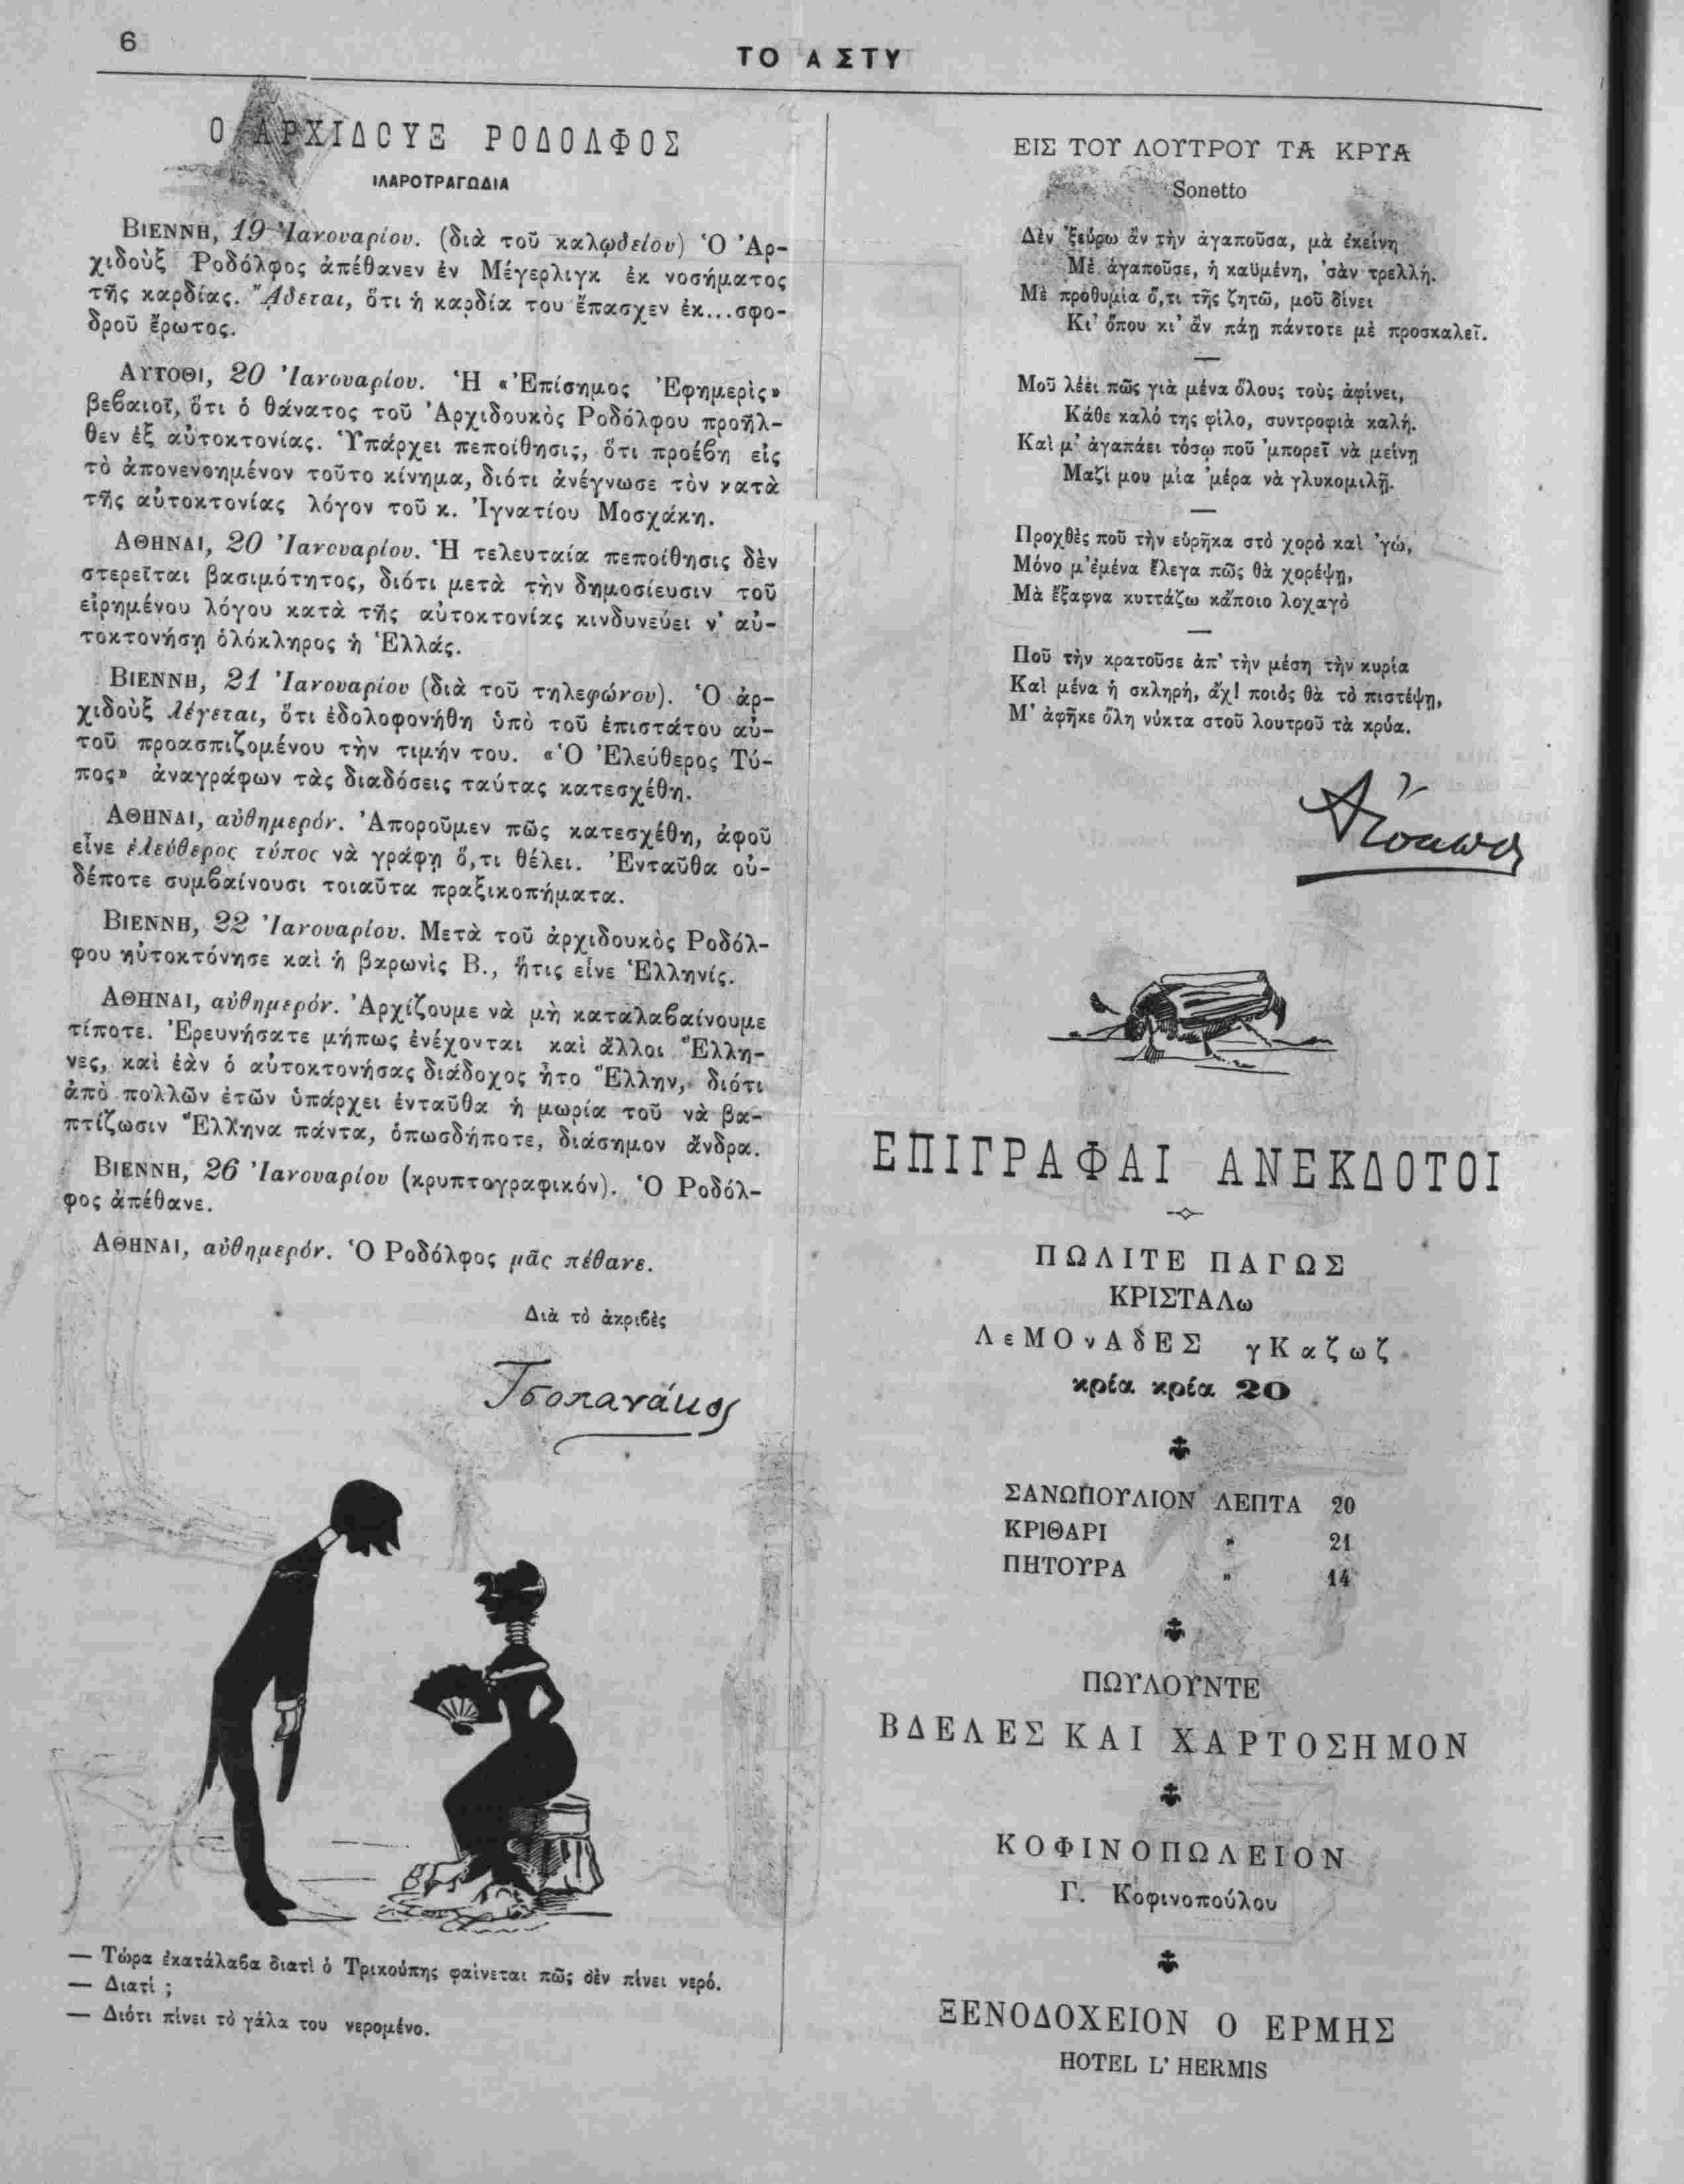 6
ΤΟ ΑΣΤΥ
Ο ΑΡΧΙΔΟΥΞ ΡΟΔΟΛΦΟΣ
ΙΛΑΡΟΤΡΑΓΩΔΙΑ
ΒΙΕΝΝΗ, 19 Ἰανουαρίου. (διὰ τοῦ καλῳδείου) Ὁ Ἀρ-
χιδοὺξ Ῥοδόλφος ἀπέθανεν ἐν Μέγερλιγκ ἐκ νοσήματος
τῆς καρδίας. ᾌδεται, ὅτι ἡ καρδία του ἔπασχεν ἐκ...σφο-
δροῦ ἔρωτος.
ΑΥΤΟΘΙ, 20 Ἰανουαρίου. Ἡ «Ἐπίσημος Ἐφημερὶς»
βεβαιοῖ, ὅτι ὁ θάνατος τοῦ Ἀρχιδουκὸς Ροδόλφου προῆλ-
θεν ἐξ αὐτοκτονίας. Ὑπάρχει πεποίθησις, ὅτι προέβη εἰς
τὸ ἀπονενοημένον τοῦτο κίνημα, διότι ἀνέγνωσε τὸν κατὰ
τῆς αὐτοκτονίας λόγον τοῦ κ. Ἰγνατίου Μοσχάκη.
ΑΘΗΝΑΙ, 20 Ἰανουαρίου. Ἡ τελευταία πεποίθησις δὲν
στερεῖται βασιμότητος, διότι μετὰ τὴν δημοσίευσιν τοῦ
εἰρημένου λόγου κατὰ τῆς αὐτοκτονίας κινδυνεύει ν' αὐ-
τοκτονήσῃ ὁλόκληρος ἡ Ἑλλάς.
ΒΙΕΝΝΗ, 21 Ἰανουαρίου (διὰ τοῦ τηλεφώνου). Ὁ ἀρ-
χιδοὺξ λέγεται, ὅτι ἐδολοφονήθη ὑπὸ τοῦ ἐπιστάτου αὐ-
τοῦ προασπιζομένου τὴν τιμήν του. «Ὁ Ἐλεύθερος Τύ-
πος» ἀναγράφων τὰς διαδόσεις ταύτας κατεσχέθη.
ΑΘΗΝΑΙ, αὐθημερόν. Ἀποροῦμεν πῶς κατεσχέθη, ἀφοῦ
εἶνε ἐλεύθερος τύπος νὰ γράφῃ ὅ,τι θέλει. Ἐνταῦθα οὐ-
δέποτε συμβαίνουσι τοιαῦτα πραξικοπήματα.
ΒΙΕΝΝΗ, 22 Ἰανουαρίου. Μετὰ τοῦ ἀρχιδουκὸς Ροδόλ-
φου ηὐτοκτόνησε καὶ ἡ βαρωνὶς Β., ἥτις εἶνε Ἑλληνίς.
ΑΘΗΝΑΙ, αὐθημερόν. Ἀρχίζουμε νὰ μὴ καταλαβαίνουμε
τίποτε. Ἐρευνήσατε μήπως ἐνέχονται καὶ ἄλλοι Ἕλλη-
νες, καὶ ἐὰν ὁ αὐτοκτονήσας διάδοχος ἦτο Ἕλλην, διότι
ἀπὸ πολλῶν ἐτῶν ὑπάρχει ἐνταῦθα ἡ μωρία τοῦ νὰ βα-
πτίζωσιν Ἕλληνα πάντα, ὁπωσδήποτε, διάσημον ἄνδρα.
ΒΙΕΝΝΗ, 26 Ἰανουαρίου (κρυπτογραφικόν). Ὁ Ροδόλ-
φος ἀπέθανε.
ΑΘΗΝΑΙ, αὐθημερόν. Ὁ Ροδόλφος μᾶς πέθανε.
Διὰ τὸ ἀκριβὲς
Τσοπανάκος
— Τώρα ἐκατάλαβα διατὶ ὁ Τρικούπης φαίνεται πῶς δὲν πίνει νερό.
— Διατί ;
— Διότι πίνει τὸ γάλα του νερομένο.
ΕΙΣ ΤΟΥ ΛΟΥΤΡΟΥ ΤΑ ΚΡΥΑ
Sonetto
Δὲν 'ξεύρω ἂν τὴν ἀγαποῦσα, μὰ ἐκείνη
Μὲ ἀγαποῦσε, ἡ καϋμένη, 'σὰν τρελλή.
Μὲ προθυμία ὅ,τι τῆς ζητῶ, μοῦ δίνει
Κι' ὅπου κι' ἂν πάῃ πάντοτε μὲ προσκαλεῖ.
Μοῦ λέει πῶς γιὰ μένα ὅλους τοὺς ἀφίνει,
Κάθε καλό της φίλο, συντροφιὰ καλή.
Καὶ μ' ἀγαπάει τόσῳ ποῦ 'μπορεῖ νὰ μείνῃ
Μαζί μου μία 'μέρα νὰ γλυκομιλῇ.
Προχθὲς ποῦ τὴν εὑρῆκα στὸ χορὸ καὶ 'γώ,
Μόνο μ' ἐμένα ἔλεγα πῶς θὰ χορέψῃ,
Μὰ ἔξαφνα κυττάζω κάποιο λοχαγὸ
Ποῦ τὴν κρατοῦσε ἀπ' τὴν μέση τὴν κυρία
Καὶ μένα ἡ σκληρή, ἄχ! ποιὸς θὰ τὸ πιστέψῃ,
Μ' ἀφῆκε ὅλη νύκτα στοῦ λουτροῦ τὰ κρύα.
Αἴσωπος
ΕΠΙΓΡΑΦΑΙ ΑΝΕΚΔΟΤΟΙ
ΠΩΛΙΤΕ ΠΑΓΩΣ
ΚΡΙΣΤΑΛω
ΛεΜΟνΑδΕΣ γΚαζωζ
κρία κρία 20
ΣΑΝΩΠΟΥΛΙΟΝ ΛΕΠΤΑ 20
ΚΡΙΘΑΡΙ » 21
ΠΗΤΟΥΡΑ » 14
ΠΩΥΛΟΥΝΤΕ
ΒΔΕΛΕΣ ΚΑΙ ΧΑΡΤΟΣΗΜΟΝ
ΚΟΦΙΝΟΠΩΛΕΙΟΝ
Γ. Κοφινοπούλου
ΞΕΝΟΔΟΧΕΙΟΝ Ο ΕΡΜΗΣ
HOTEL L' HERMIS